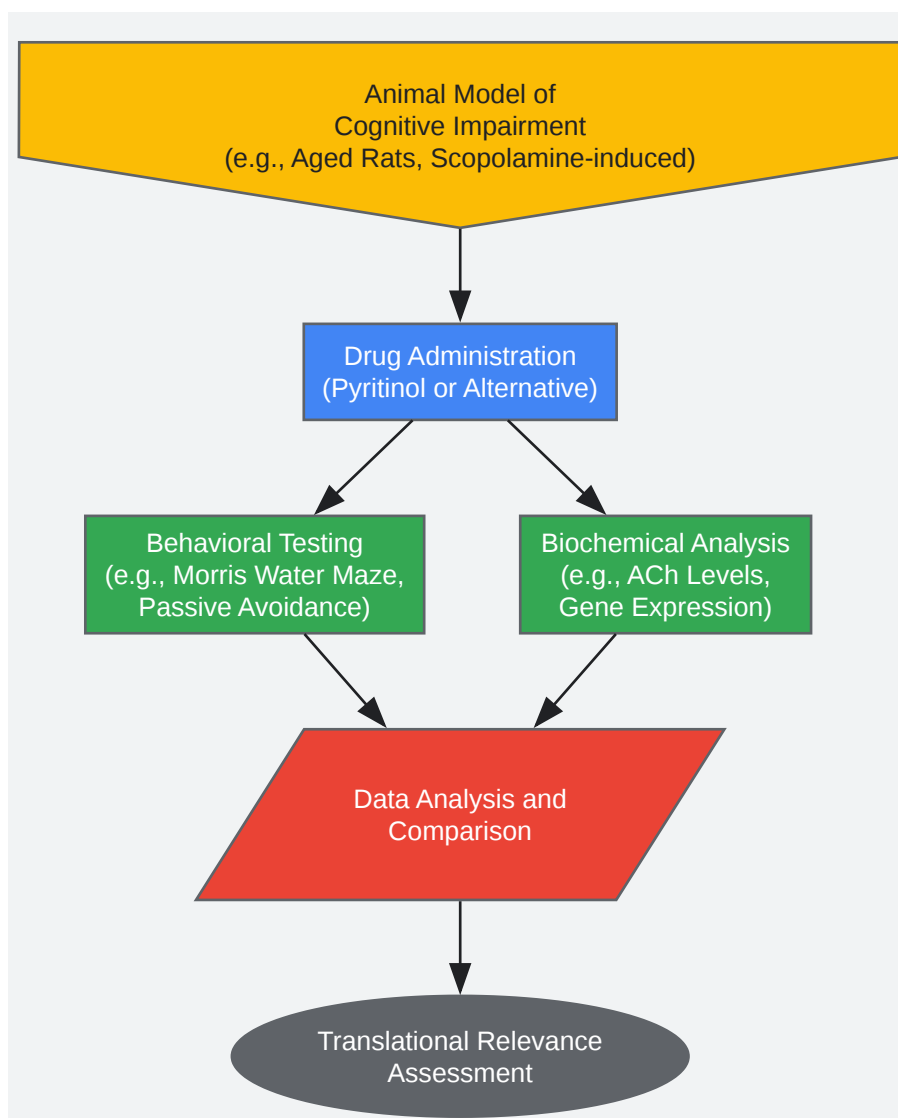 Animal Model of
Cognitive Impairment
(e.g., Aged Rats, Scopolamine-induced)
Drug Administration
(Pyritinol or Alternative)
Behavioral Testing
(e.g., Morris Water Maze,
Passive Avoidance)
Biochemical Analysis
(e.g., ACh Levels,
Gene Expression)
Data Analysis and
Comparison
Translational Relevance
Assessment